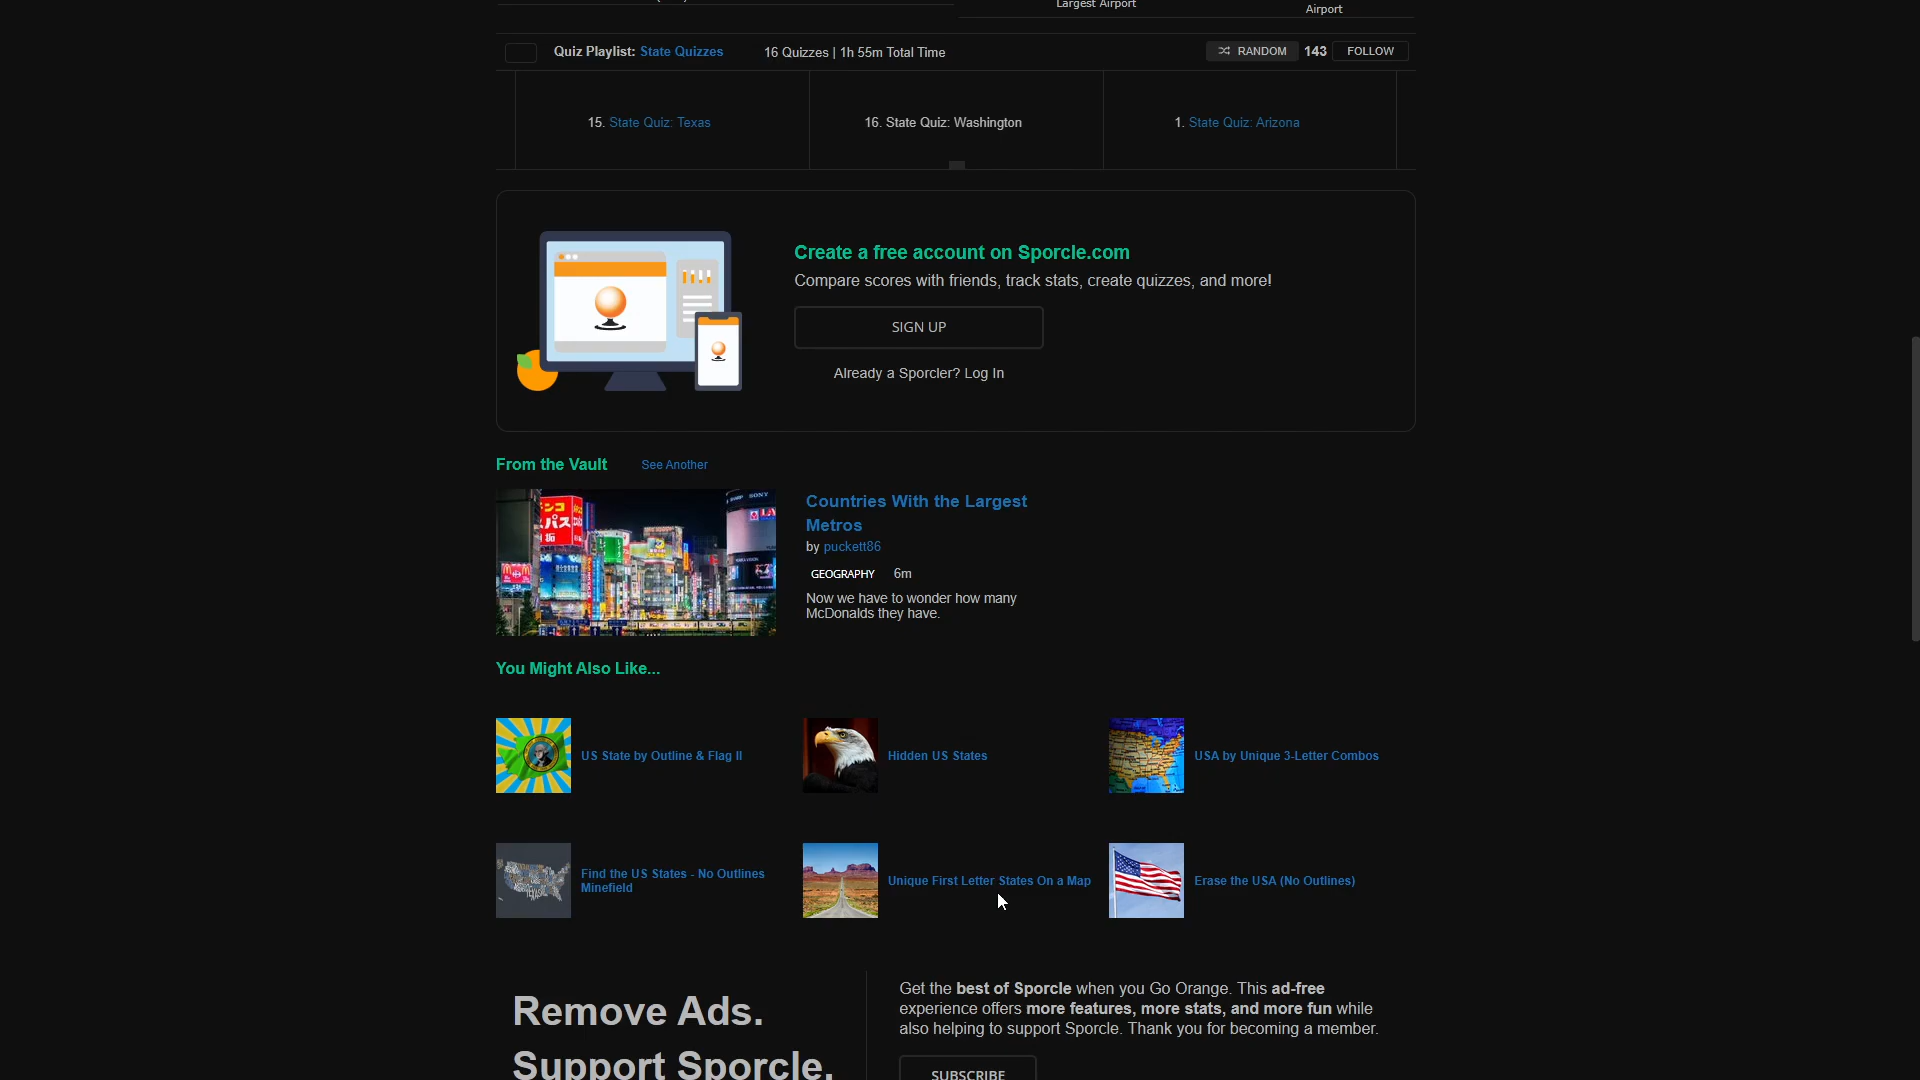 Largest Airport
Airport
Quiz Playlist: State Quizzes
16 Quizzes | 1h 55m Total Time
RANDOM
143
FOLLOW
15. State Quiz: Texas
16. State Quiz: Washington
1. State Quiz: Arizona
Create a free account on Sporcle.com
Compare scores with friends, track stats, create quizzes, and more!
SIGN UP
Already a Sporcler? Log In
From the Vault
See Another
SONY
Countries With the Largest
Metros
by puckett86
GEOGRAPHY
6m
Now we have to wonder how many
McDonalds they have.
You Might Also Like...
US State by Outline & Flag II
Hidden US States
USA by Unique 3-Letter Combos
Find the US States - No Outlines
Minefield
Unique First Letter States On a Map
Erase the USA (No Outlines)
Remove Ads.
Support Sporcle.
Get the best of Sporcle when you Go Orange. This ad-free
experience offers more features, more stats, and more fun while
also helping to support Sporcle. Thank you for becoming a member.
SUBSCRIBE